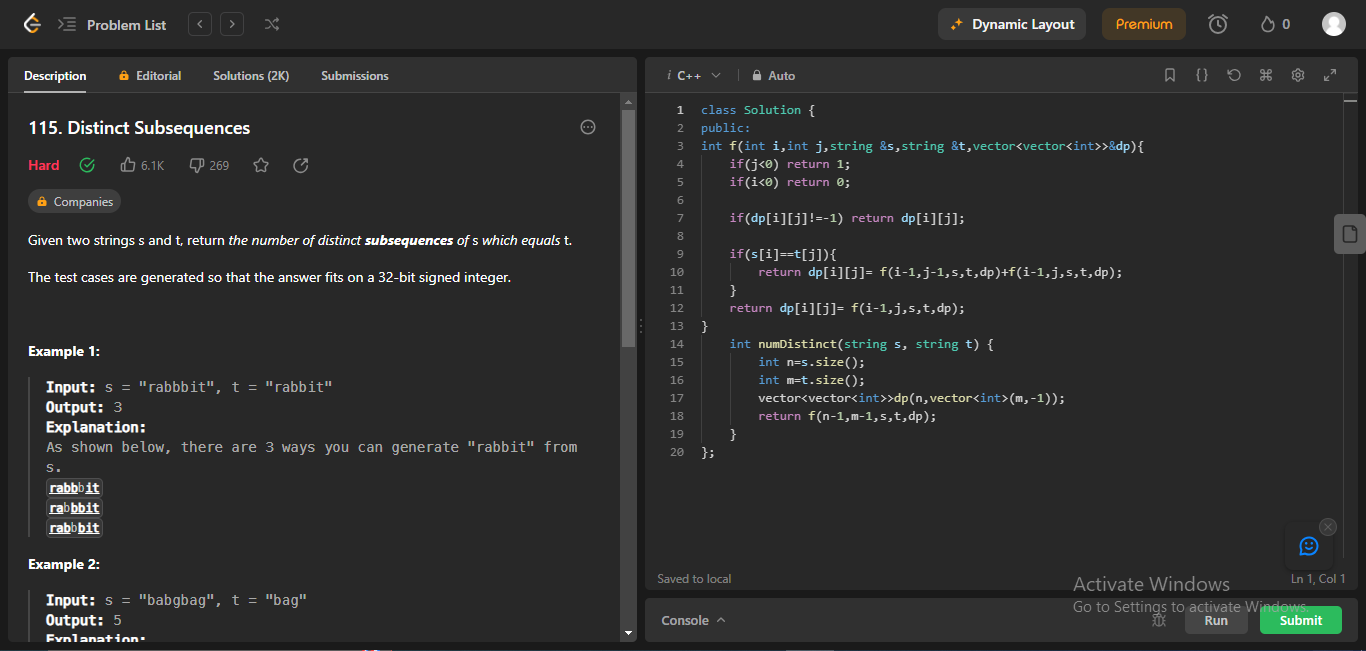 Problem List
Dynamic Layout
Premium
0
Description
Editorial
Solutions (2K)
Submissions
115. Distinct Subsequences
Hard
6.1K
269
Companies
Given two strings s and t, return the number of distinct subsequences of s which equals t.
The test cases are generated so that the answer fits on a 32-bit signed integer.
Example 1:
Input: s = "rabbbit", t = "rabbit"
Output: 3
Explanation:
As shown below, there are 3 ways you can generate "rabbit" from
s.
rabbbit
rabbbit
rabbbit
Example 2:
Input: s = "babgbag", t = "bag"
Output: 5
Explanation:
i C++
Auto
{}
1 class Solution {
2 public:
3 int f(int i,int j,string &s,string &t,vector<vector<int>>&dp){
4 if(j<0) return 1;
5 if(i<0) return 0;
6
7 if(dp[i][j]!=-1) return dp[i][j];
8
9 if(s[i]==t[j]){
10 return dp[i][j]= f(i-1,j-1,s,t,dp)+f(i-1,j,s,t,dp);
11 }
12 return dp[i][j]= f(i-1,j,s,t,dp);
13 }
14 int numDistinct(string s, string t) {
15 int n=s.size();
16 int m=t.size();
17 vector<vector<int>>dp(n,vector<int>(m,-1));
18 return f(n-1,m-1,s,t,dp);
19 }
20 };
Saved to local
Ln 1, Col 1
Activate Windows
Go to Settings to activate Windows.
Console
Run
Submit